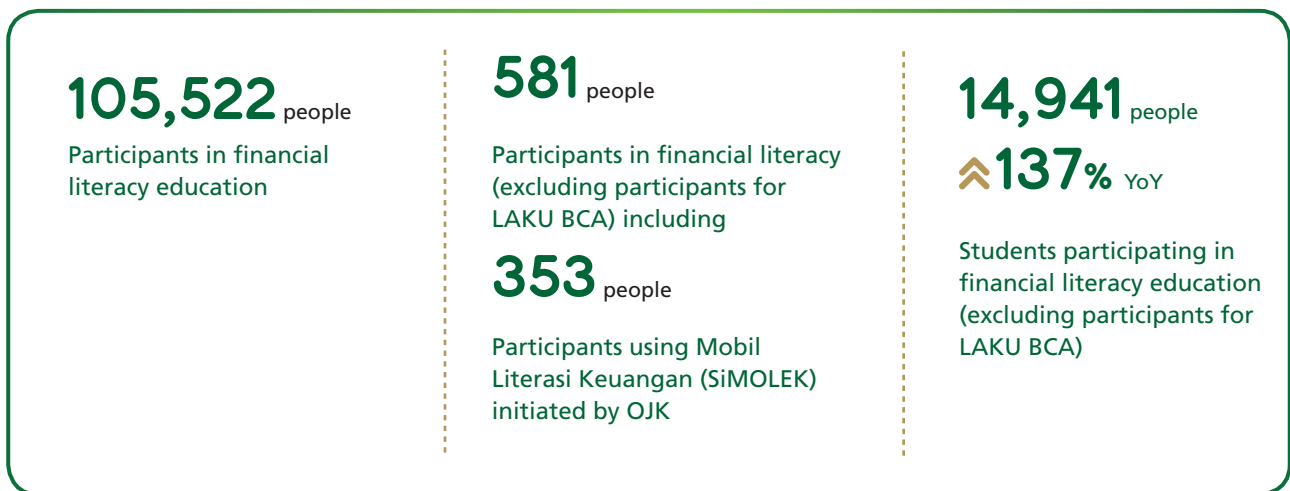 105,522 people
Participants in financial
literacy education
581 people
Participants in financial literacy
(excluding participants for
LAKU BCA) including
353 people
Participants using Mobil
Literasi Keuangan (SiMOLEK)
initiated by OJK
14,941 people
137% YoY
Students participating in
financial literacy education
(excluding participants for
LAKU BCA)